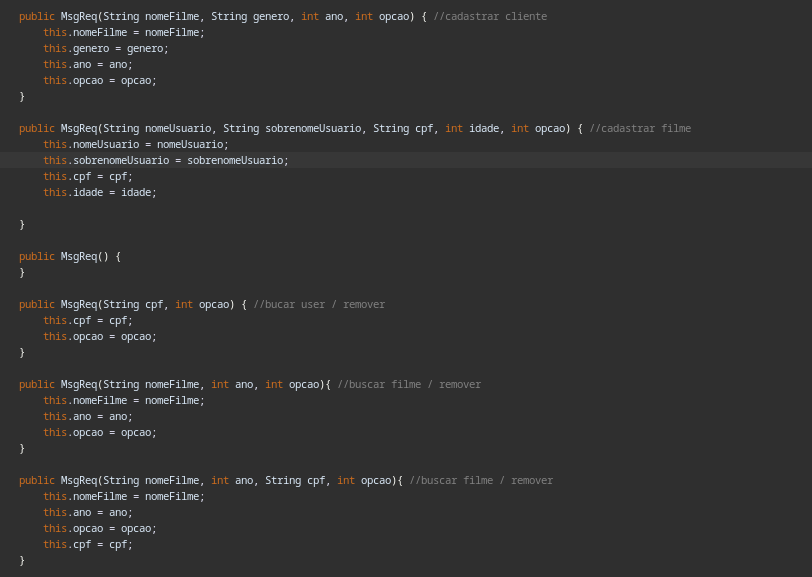 public MsgReq(String nomeFilme, String genero, int ano, int opcao) { //cadastrar cliente
    this.nomeFilme = nomeFilme;
    this.genero = genero;
    this.ano = ano;
    this.opcao = opcao;
}
public MsgReq(String nomeUsuario, String sobrenomeUsuario, String cpf, int idade, int opcao) { //cadastrar filme
    this.nomeUsuario = nomeUsuario;
    this.sobrenomeUsuario = sobrenomeUsuario;
    this.cpf = cpf;
    this.idade = idade;
}
public MsgReq() {
}
public MsgReq(String cpf, int opcao) { //bucar user / remover
    this.cpf = cpf;
    this.opcao = opcao;
}
public MsgReq(String nomeFilme, int ano, int opcao){ //buscar filme / remover
    this.nomeFilme = nomeFilme;
    this.ano = ano;
    this.opcao = opcao;
}
public MsgReq(String nomeFilme, int ano, String cpf, int opcao){ //buscar filme / remover
    this.nomeFilme = nomeFilme;
    this.ano = ano;
    this.opcao = opcao;
    this.cpf = cpf;
}